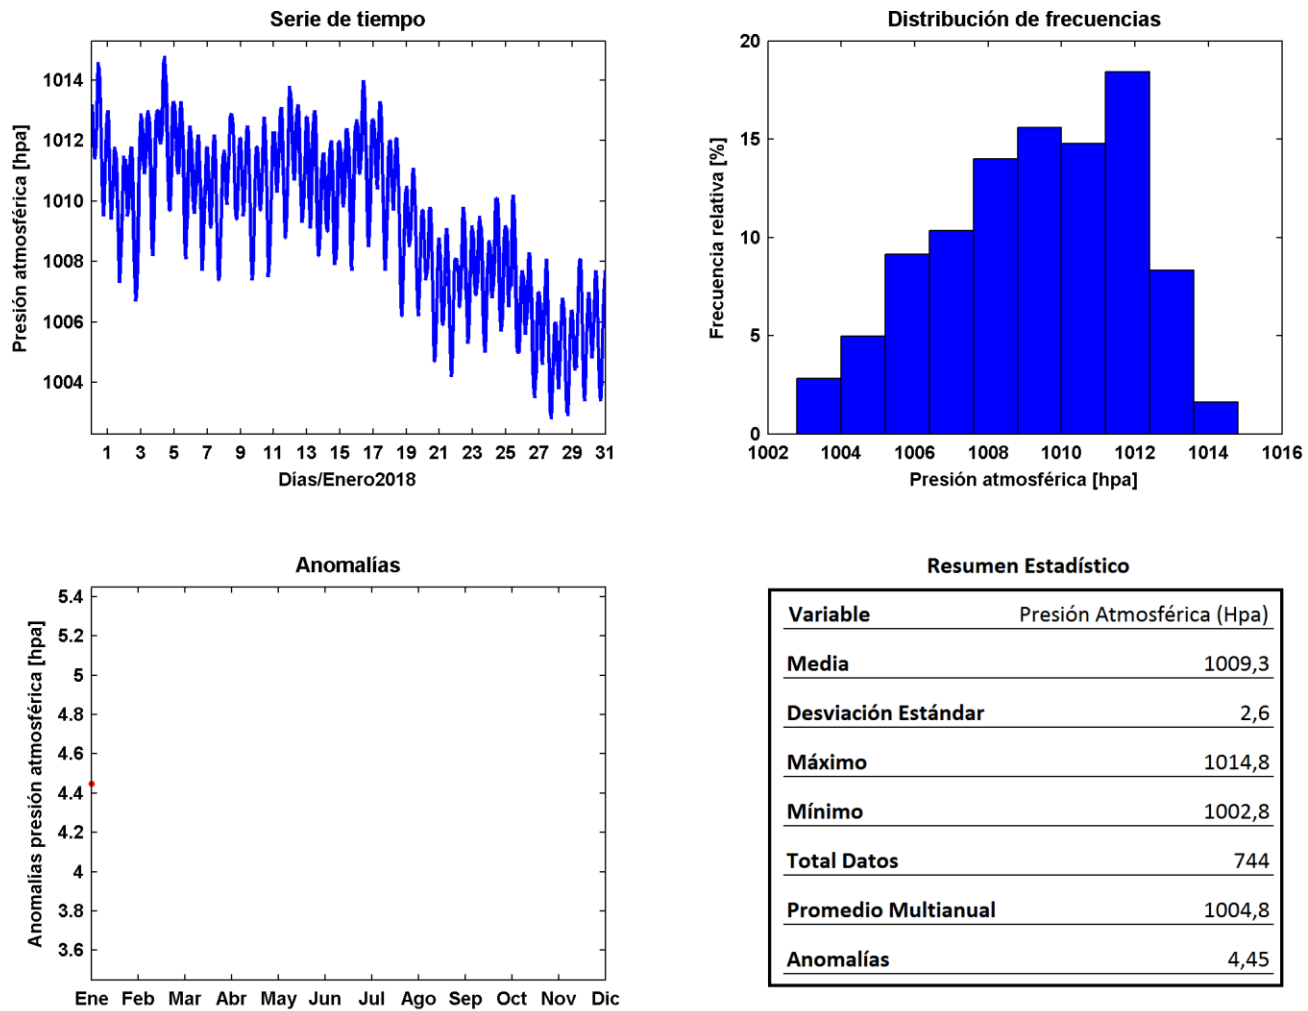 Serie de tiempo
Presión atmosférica [hpa]
1014
1012
1010
1008
1006
1004
1 3 5 7 9 11 13 15 17 19 21 23 25 27 29 31
Días/Enero2018
Distribución de frecuencias
Frecuencia relativa [%]
20
15
10
5
0
1002 1004 1006 1008 1010 1012 1014 1016
Presión atmosférica [hpa]
Anomalías
Anomalías presión atmosférica [hpa]
5.4
5.2
5
4.8
4.6
4.4
4.2
4
3.8
3.6
Ene Feb Mar Abr May Jun Jul Ago Sep Oct Nov Dic
Resumen Estadístico
Variable Presión Atmosférica (Hpa)
Media 1009,3
Desviación Estándar 2,6
Máximo 1014,8
Mínimo 1002,8
Total Datos 744
Promedio Multianual 1004,8
Anomalías 4,45